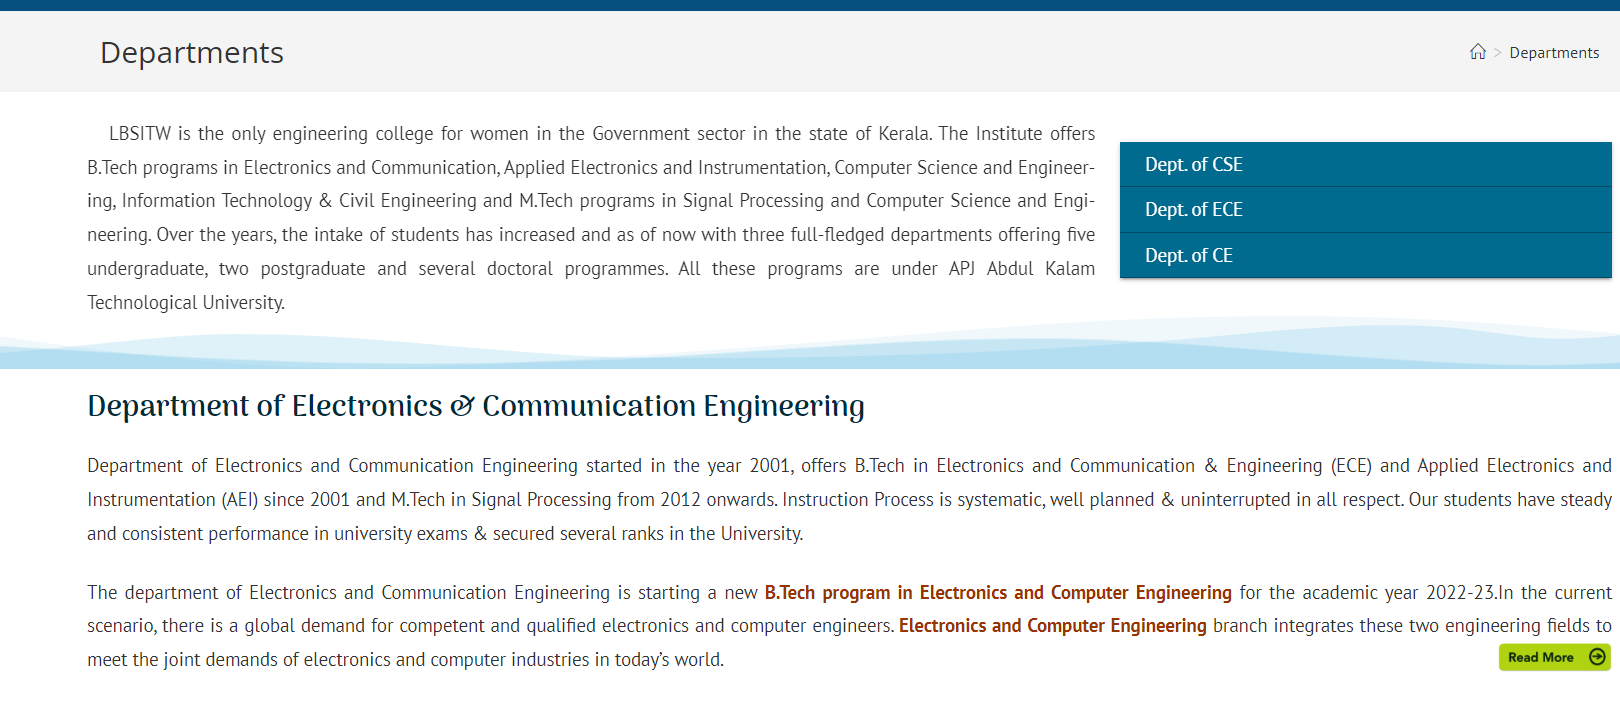 Departments
> Departments
LBSITW is the only engineering college for women in the Government sector in the state of Kerala. The Institute offers
B.Tech programs in Electronics and Communication, Applied Electronics and Instrumentation, Computer Science and Engineer-
ing, Information Technology & Civil Engineering and M.Tech programs in Signal Processing and Computer Science and Engi-
neering. Over the years, the intake of students has increased and as of now with three full-fledged departments offering five
undergraduate, two postgraduate and several doctoral programmes. All these programs are under APJ Abdul Kalam
Technological University.
Dept. of CSE
Dept. of ECE
Dept. of CE
Department of Electronics & Communication Engineering
Department of Electronics and Communication Engineering started in the year 2001, offers B.Tech in Electronics and Communication & Engineering (ECE) and Applied Electronics and
Instrumentation (AEI) since 2001 and M.Tech in Signal Processing from 2012 onwards. Instruction Process is systematic, well planned & uninterrupted in all respect. Our students have steady
and consistent performance in university exams & secured several ranks in the University.
The department of Electronics and Communication Engineering is starting a new B.Tech program in Electronics and Computer Engineering for the academic year 2022-23.In the current
scenario, there is a global demand for competent and qualified electronics and computer engineers. Electronics and Computer Engineering branch integrates these two engineering fields to
meet the joint demands of electronics and computer industries in today’s world.
Read More